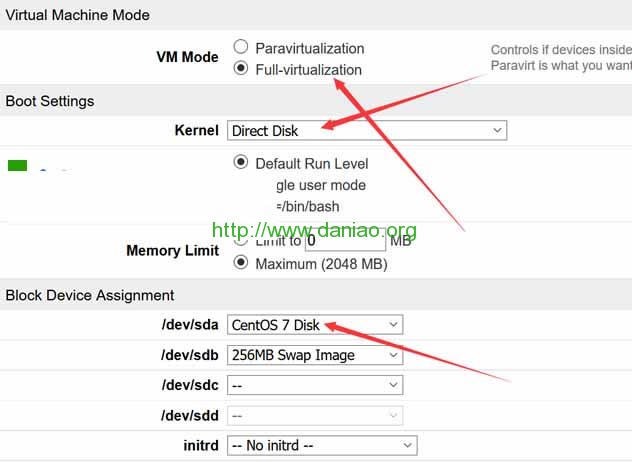 Virtual Machine Mode
VM Mode
Paravirtualization
Full-virtualization
Controls if devices inside
Paravirt is what you want
Boot Settings
Kernel
Direct Disk
Default Run Level
gle user mode
=/bin/bash
http://www.daniao.org
Memory Limit
Limit to 0 MB
Maximum (2048 MB)
Block Device Assignment
/dev/sda CentOS 7 Disk
/dev/sdb 256MB Swap Image
/dev/sdc --
/dev/sdd --
initrd -- No initrd --